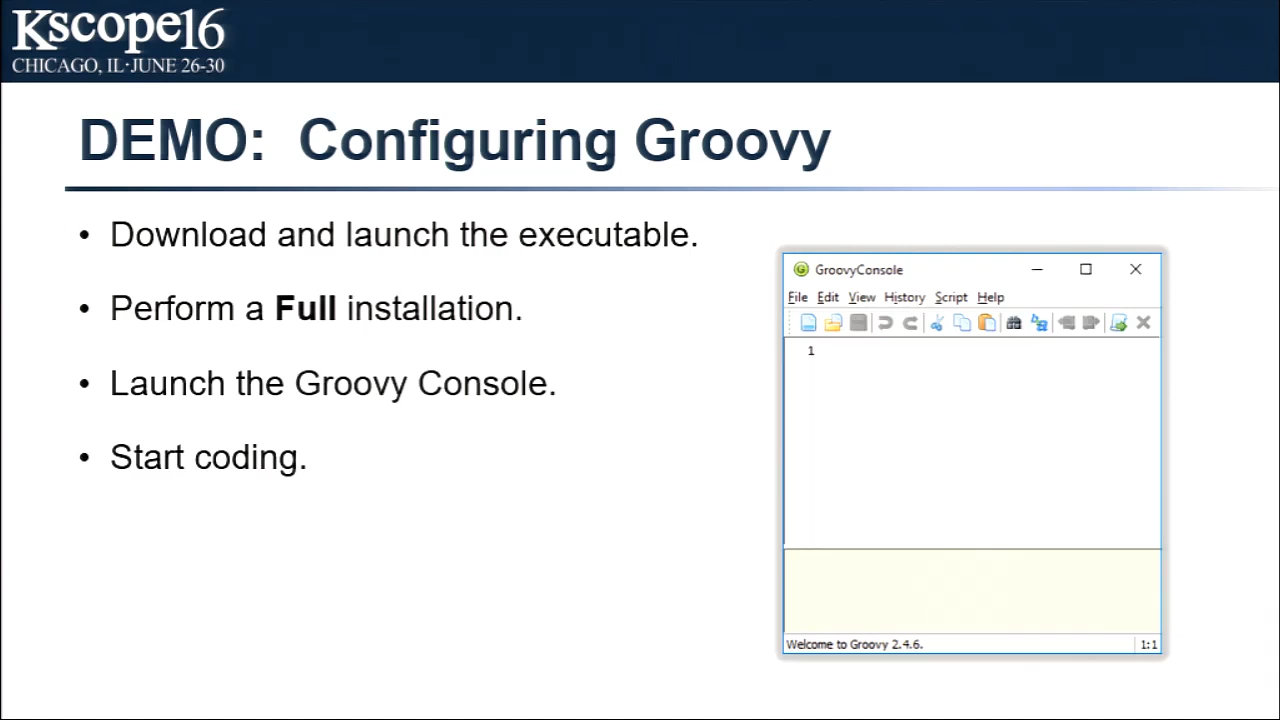 Kscope16
CHICAGO, IL·JUNE 26-30
DEMO: Configuring Groovy
• Download and launch the executable.
• Perform a Full installation.
• Launch the Groovy Console.
• Start coding.
GroovyConsole
File Edit View History Script Help
1
Welcome to Groovy 2.4.6.
1:1